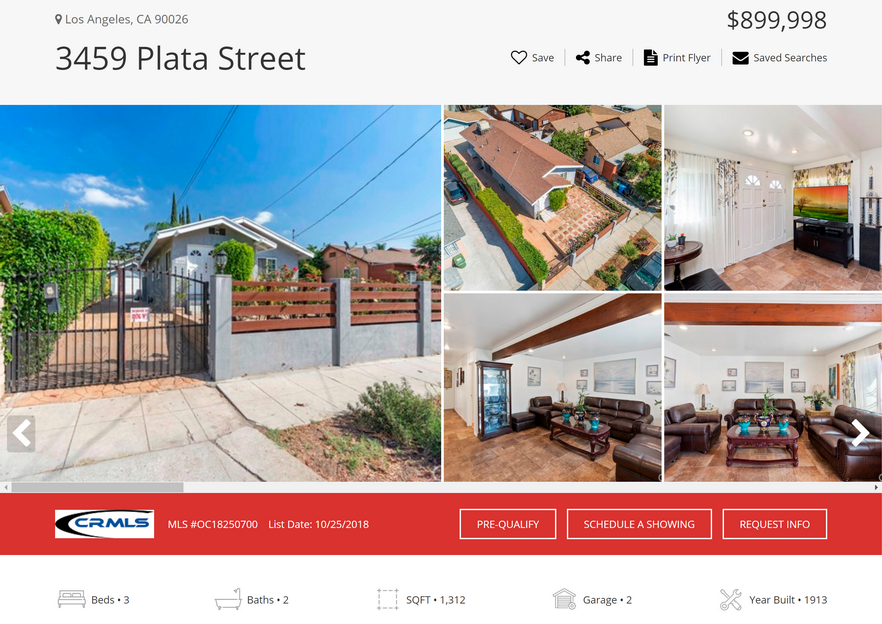 Los Angeles, CA 90026
$899,998
3459 Plata Street
Save
Share
Print Flyer
Saved Searches
CRMLS
MLS #OC18250700 List Date: 10/25/2018
PRE-QUALIFY
SCHEDULE A SHOWING
REQUEST INFO
Beds • 3
Baths • 2
SQFT • 1,312
Garage • 2
Year Built • 1913